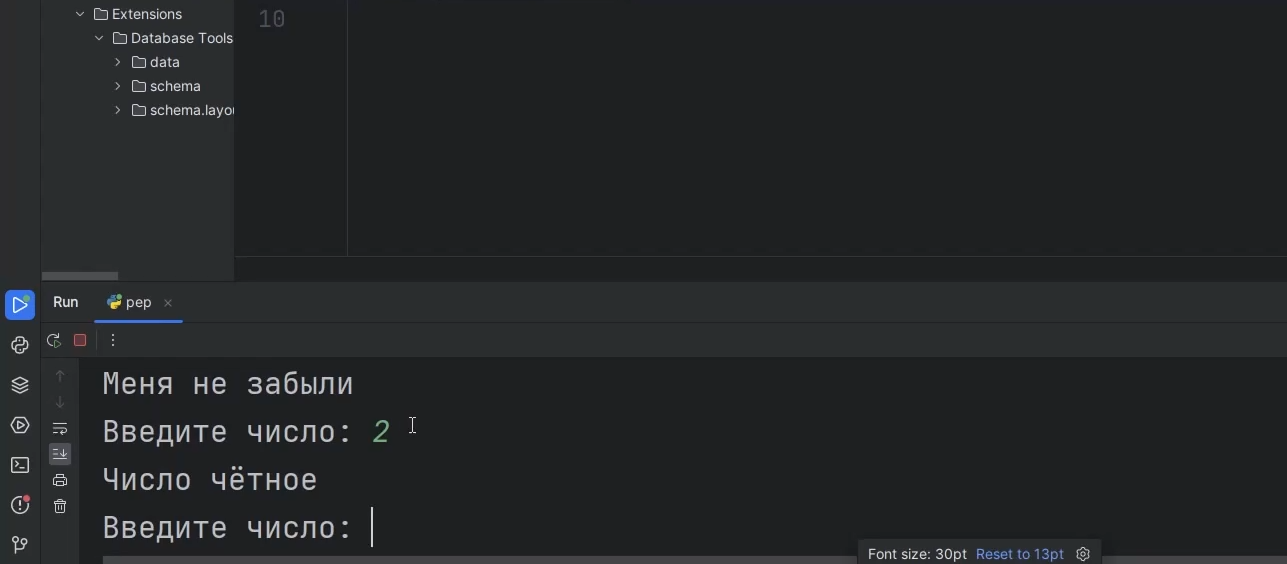 Extensions
10
Database Tools
data
schema
schema.layou
Run
pep
Меня не забыли
Введите число: 2
Число чётное
Введите число:
Font size: 30pt Reset to 13pt